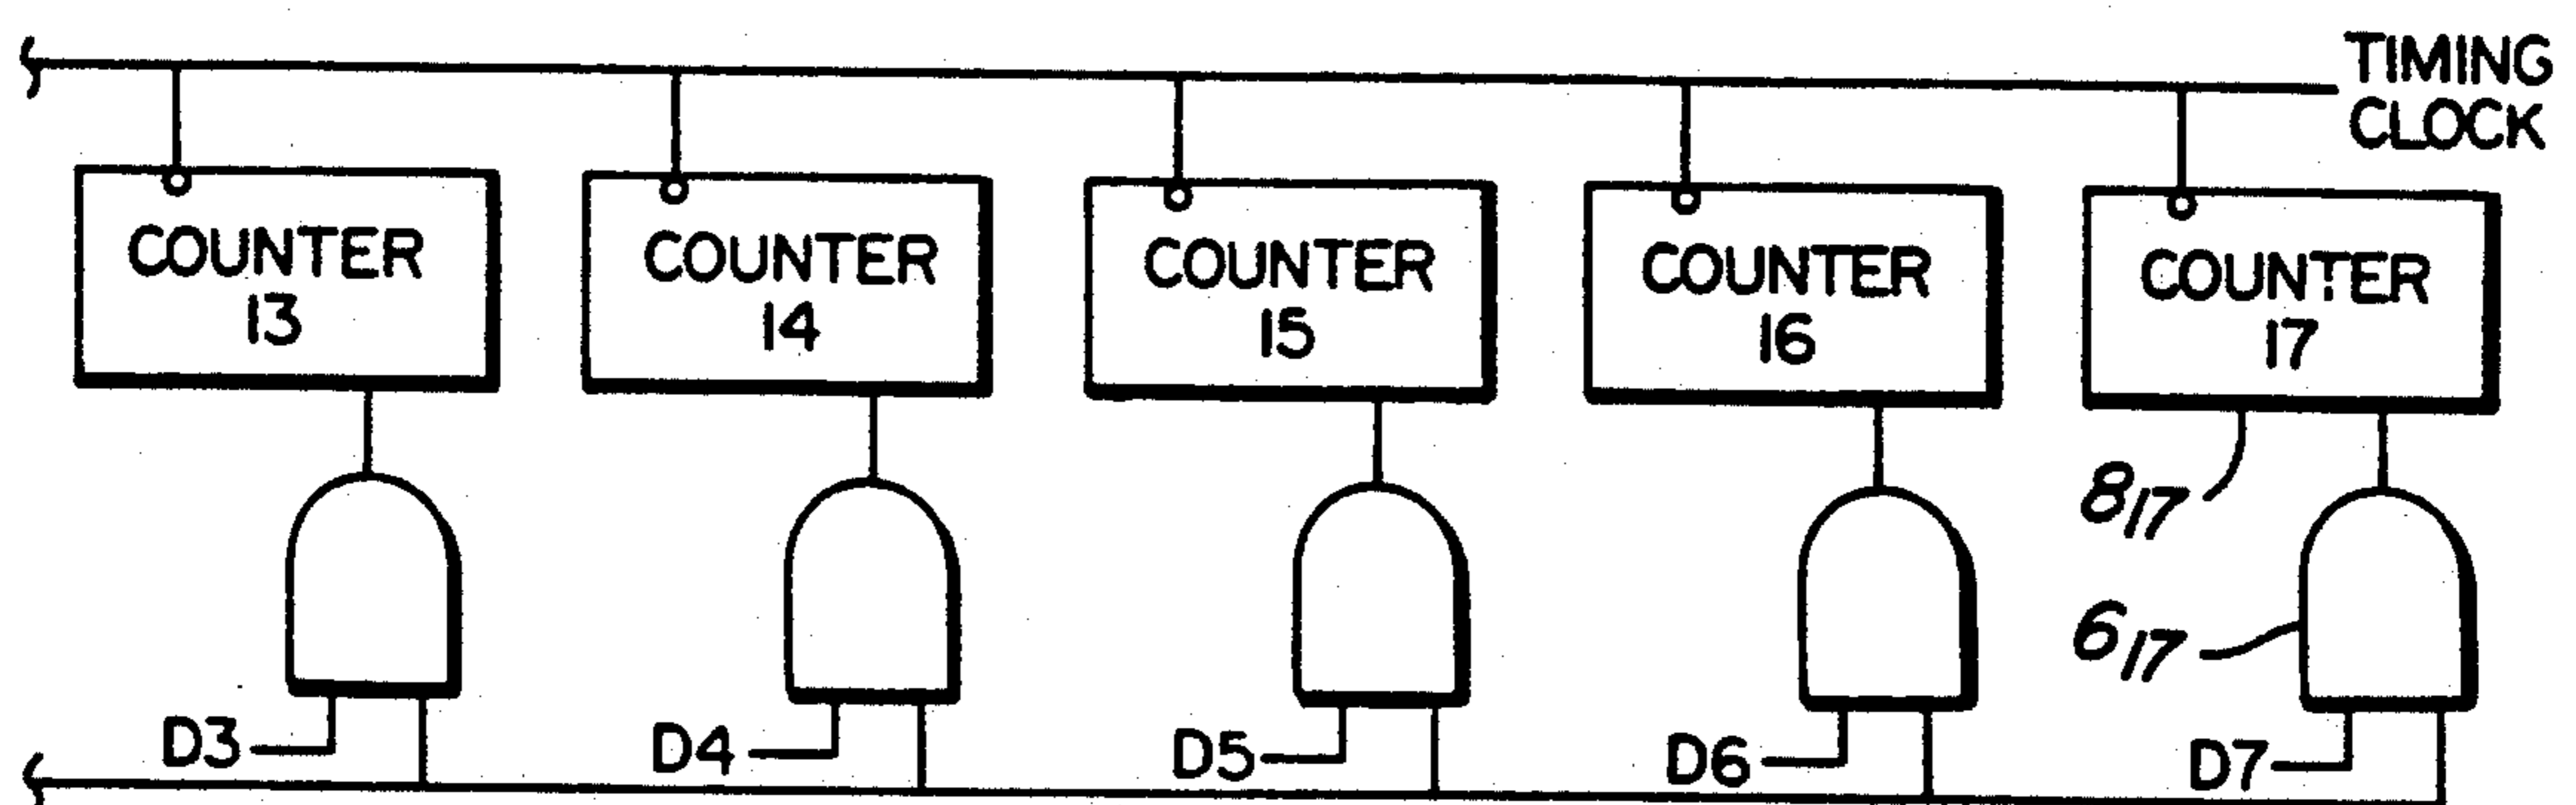 TIMING
CLOCK
COUNTER
13
COUNTER
14
COUNTER
15
COUNTER
16
COUNTER
17
8₁₇
6₁₇
D3
D4
D5
D6
D7